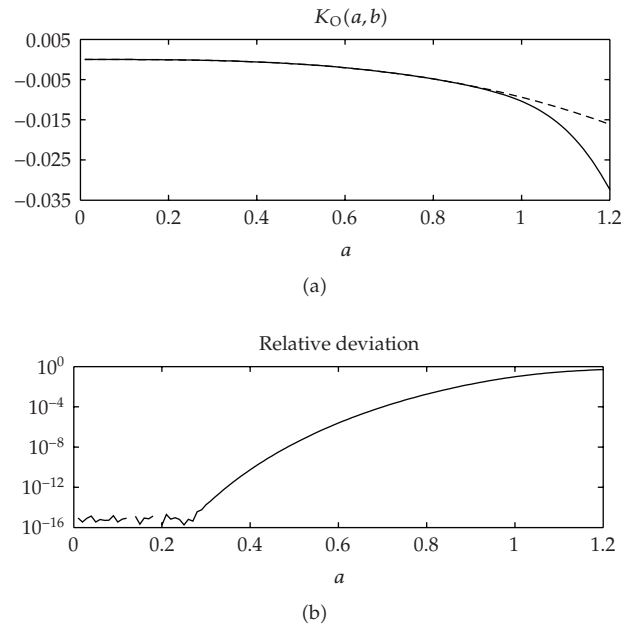 K_O(a, b)
0.005
−0.005
−0.015
−0.025
−0.035
0 0.2 0.4 0.6 0.8 1 1.2
a
(a)
Relative deviation
10^0
10^−4
10^−8
10^−12
10^−16
0 0.2 0.4 0.6 0.8 1 1.2
a
(b)